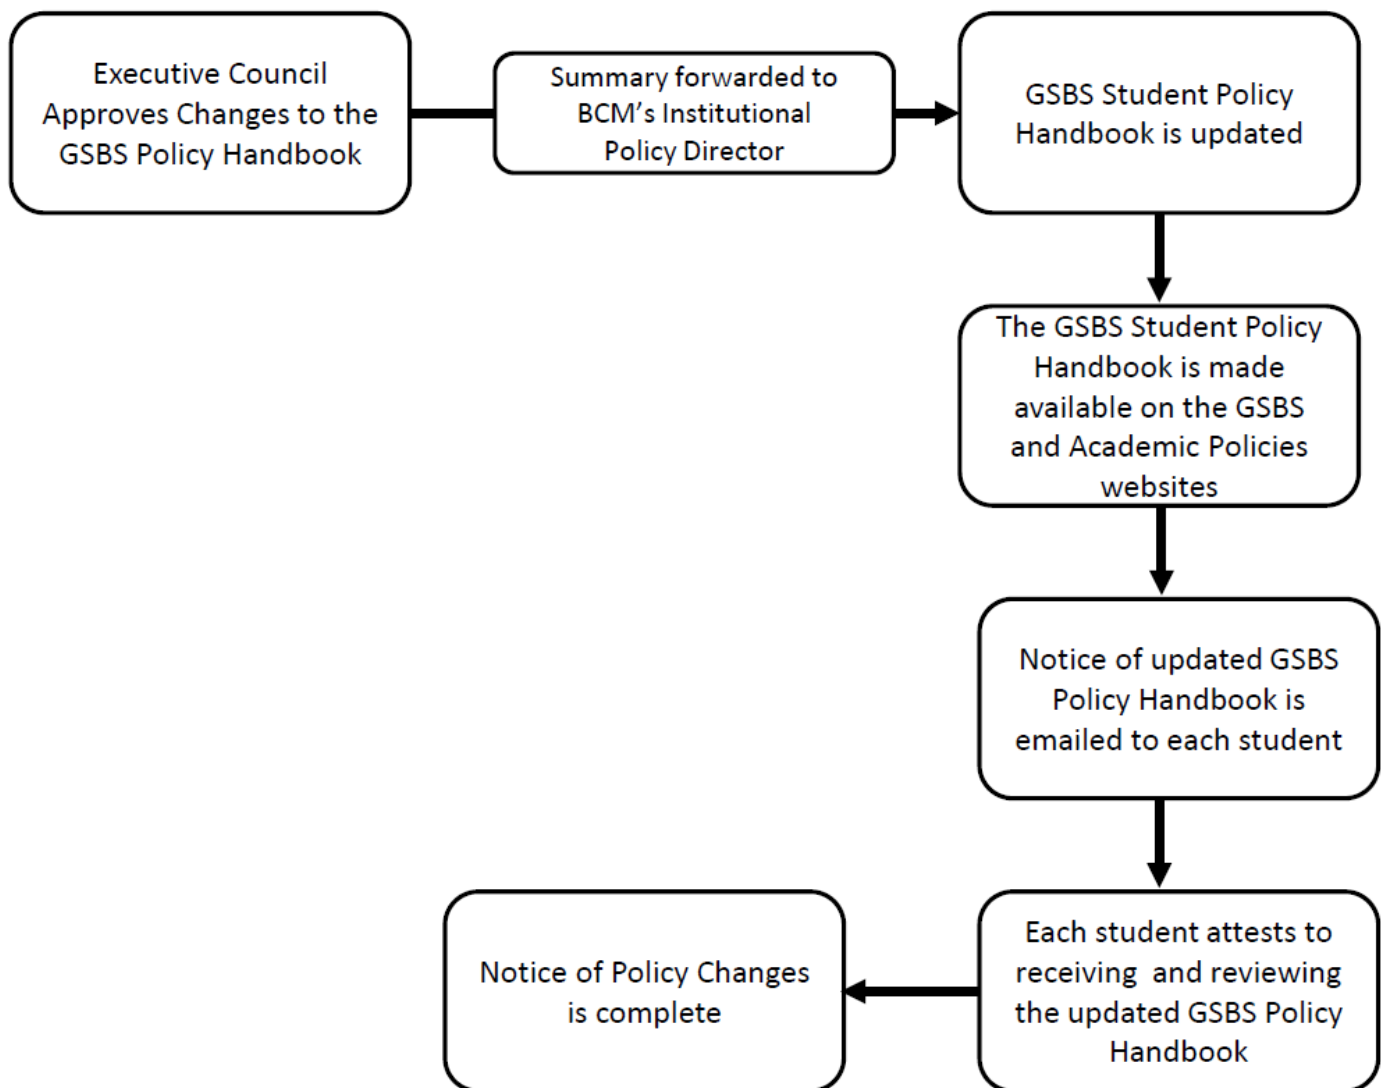 Executive Council
Approves Changes to the
GSBS Policy Handbook
Summary forwarded to
BCM’s Institutional
Policy Director
GSBS Student Policy
Handbook is updated
The GSBS Student Policy
Handbook is made
available on the GSBS
and Academic Policies
websites
Notice of updated GSBS
Policy Handbook is
emailed to each student
Each student attests to
receiving  and reviewing
the updated GSBS Policy
Handbook
Notice of Policy Changes
is complete